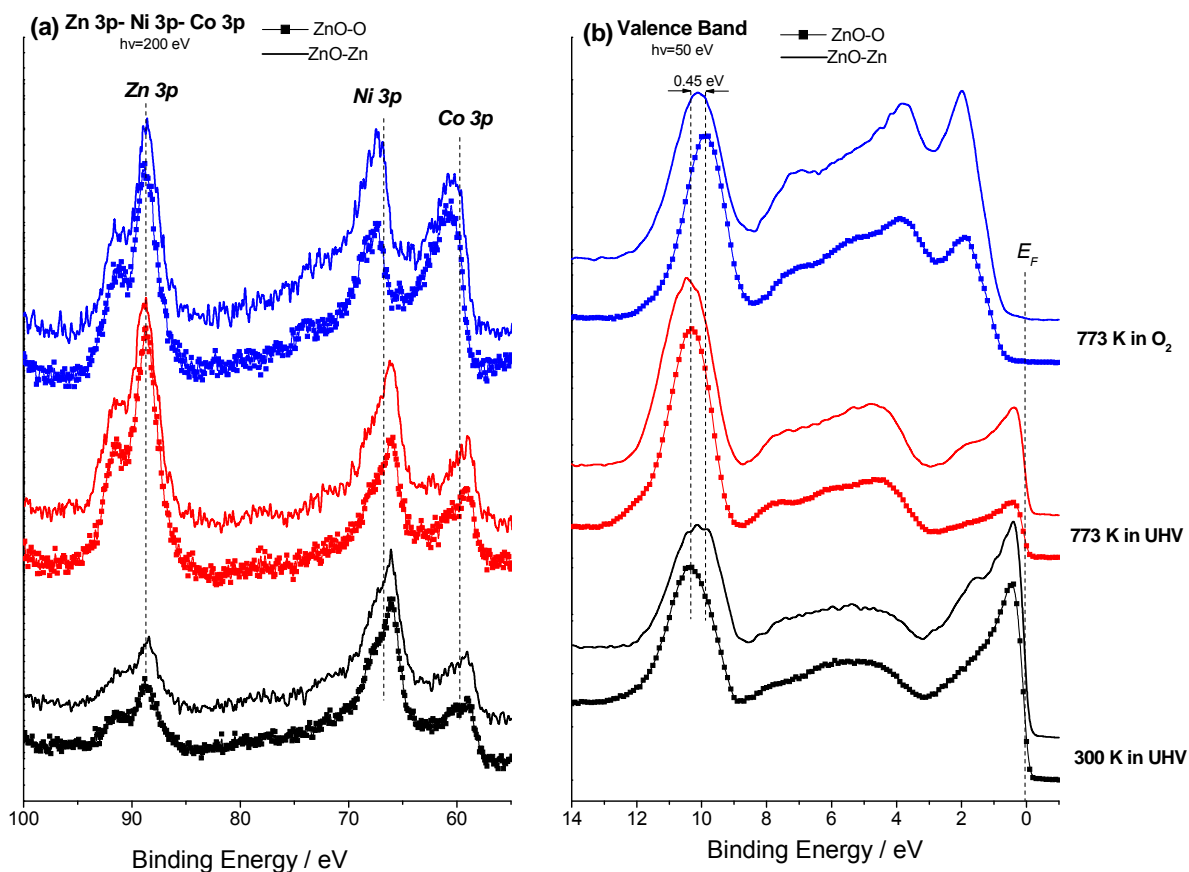 (a) Zn 3p- Ni 3p- Co 3p
hν=200 eV
ZnO-O
ZnO-Zn
Zn 3p
Ni 3p
Co 3p
100 90 80 70 60
Binding Energy / eV
(b) Valence Band
hν=50 eV
ZnO-O
ZnO-Zn
0.45 eV
E_F
773 K in O₂
773 K in UHV
300 K in UHV
14 12 10 8 6 4 2 0
Binding Energy / eV